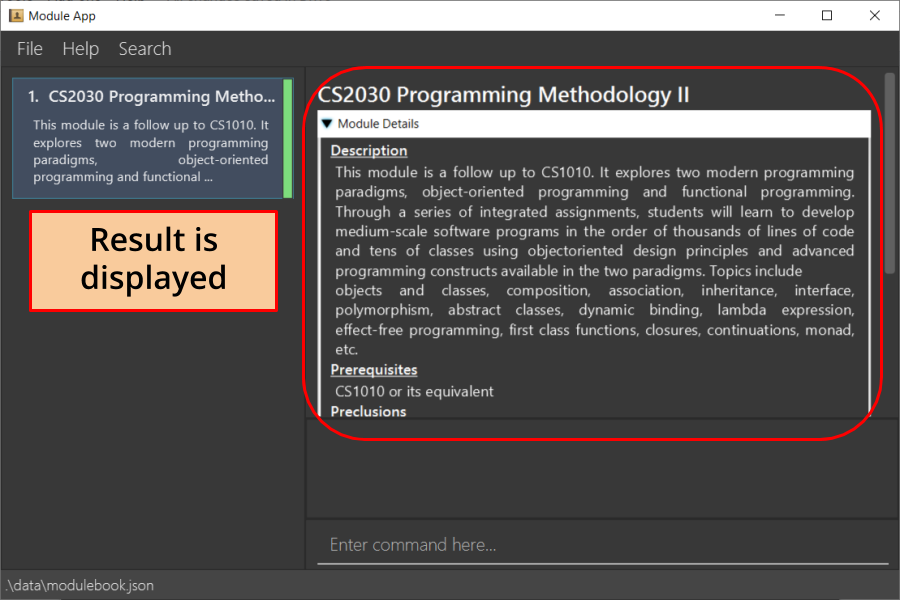 Module App
File Help Search
1. CS2030 Programming Metho...
This module is a follow up to CS1010. It
explores two modern programming
paradigms, object-oriented
programming and functional ...
Result is
displayed
CS2030 Programming Methodology II
Module Details
Description
This module is a follow up to CS1010. It explores two modern programming
paradigms, object-oriented programming and functional programming.
Through a series of integrated assignments, students will learn to develop
medium-scale software programs in the order of thousands of lines of code
and tens of classes using objectoriented design principles and advanced
programming constructs available in the two paradigms. Topics include
objects and classes, composition, association, inheritance, interface,
polymorphism, abstract classes, dynamic binding, lambda expression,
effect-free programming, first class functions, closures, continuations, monad,
etc.
Prerequisites
CS1010 or its equivalent
Preclusions
Enter command here...
.\data\modulebook.json